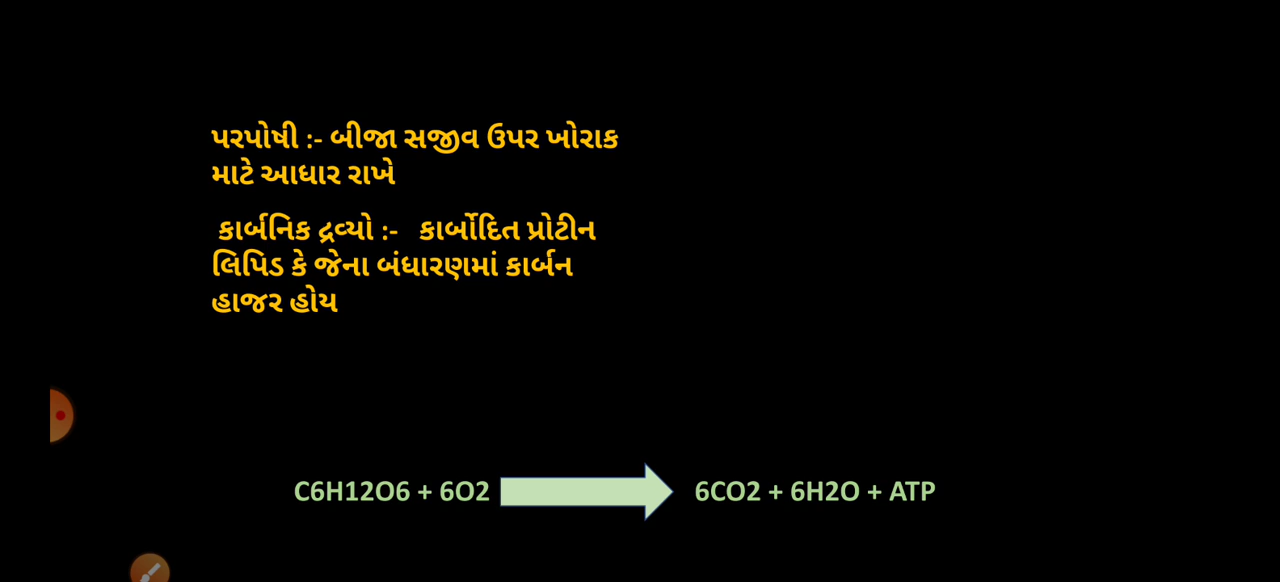 પરપોષી :- બીજા સજીવ ઉપર ખોરાક
માટે આધાર રાખે
કાર્બનિક દ્રવ્યો :- કાર્બોદિત પ્રોટીન
લિપિડ કે જેના બંધારણમાં કાર્બન
હાજર હોય
C6H12O6 + 6O2 6CO2 + 6H2O + ATP